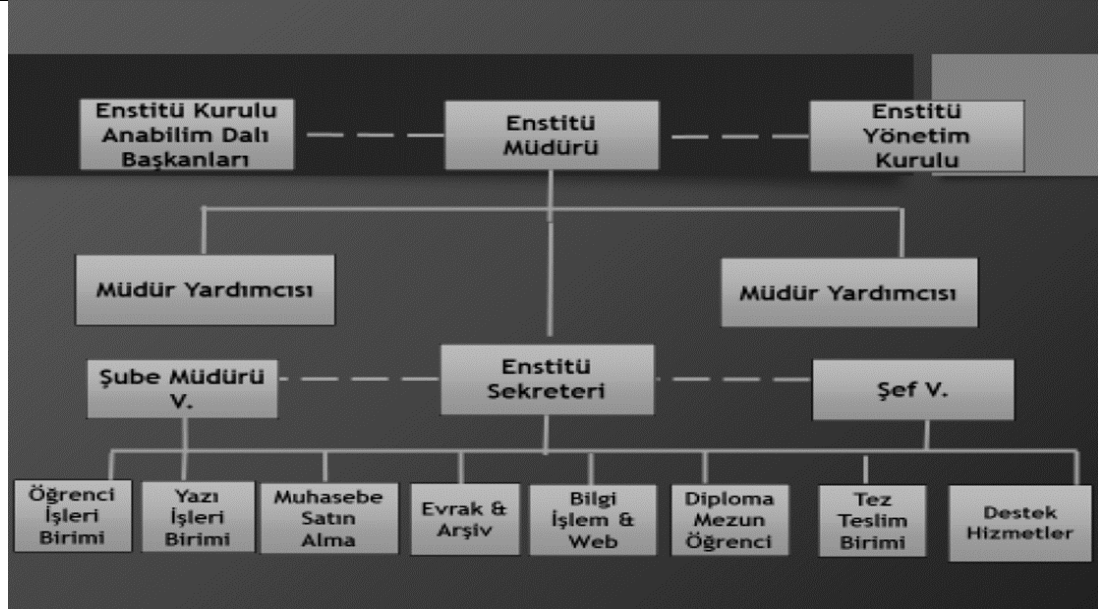 Enstitü Kurulu
Anabilim Dalı
Başkanları
Enstitü
Müdürü
Enstitü
Yönetim
Kurulu
Müdür Yardımcısı
Müdür Yardımcısı
Şube Müdürü
V.
Enstitü
Sekreteri
Şef V.
Öğrenci
İşleri
Birimi
Yazı
İşleri
Birimi
Muhasebe
Satın
Alma
Evrak &
Arşiv
Bilgi
İşlem &
Web
Diploma
Mezun
Öğrenci
Tez
Teslim
Birimi
Destek
Hizmetler